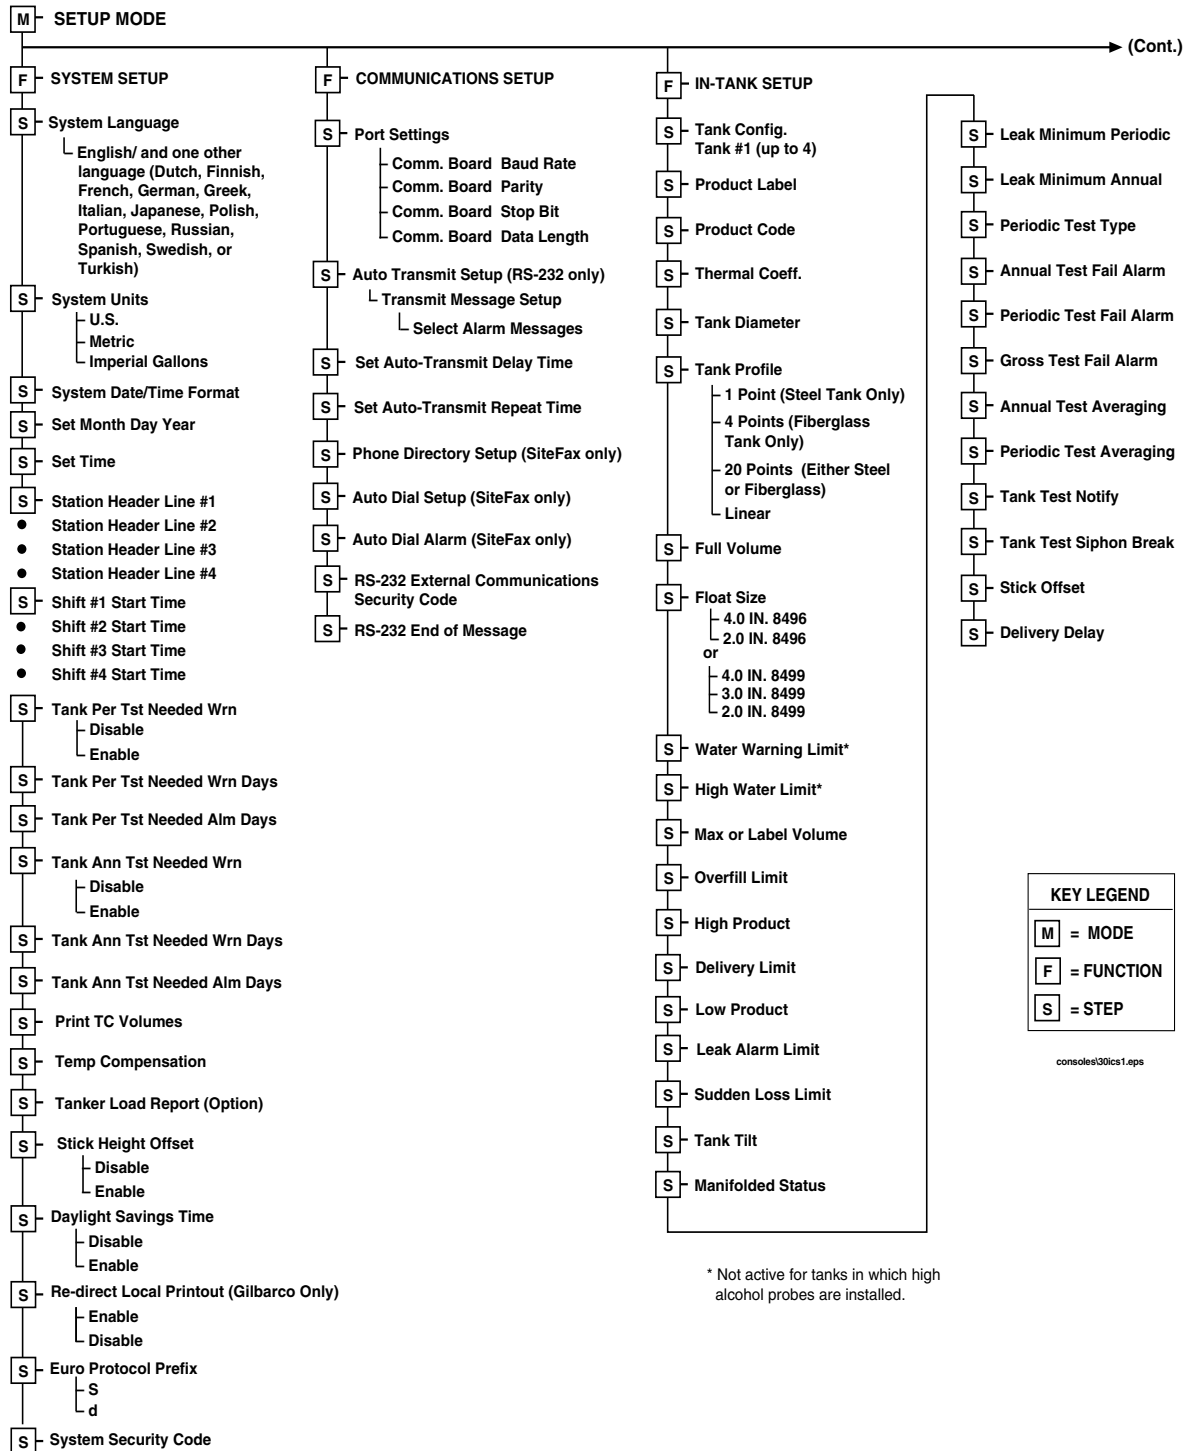 M SETUP MODE
(Cont.)
F SYSTEM SETUP
S System Language
English/ and one other
language (Dutch, Finnish,
French, German, Greek,
Italian, Japanese, Polish,
Portuguese, Russian,
Spanish, Swedish, or
Turkish)
S System Units
U.S.
Metric
Imperial Gallons
S System Date/Time Format
S Set Month Day Year
S Set Time
S Station Header Line #1
• Station Header Line #2
• Station Header Line #3
• Station Header Line #4
S Shift #1 Start Time
• Shift #2 Start Time
• Shift #3 Start Time
• Shift #4 Start Time
S Tank Per Tst Needed Wrn
Disable
Enable
S Tank Per Tst Needed Wrn Days
S Tank Per Tst Needed Alm Days
S Tank Ann Tst Needed Wrn
Disable
Enable
S Tank Ann Tst Needed Wrn Days
S Tank Ann Tst Needed Alm Days
S Print TC Volumes
S Temp Compensation
S Tanker Load Report (Option)
S Stick Height Offset
Disable
Enable
S Daylight Savings Time
Disable
Enable
S Re-direct Local Printout (Gilbarco Only)
Enable
Disable
S Euro Protocol Prefix
S
d
S System Security Code
F COMMUNICATIONS SETUP
S Port Settings
Comm. Board Baud Rate
Comm. Board Parity
Comm. Board Stop Bit
Comm. Board Data Length
S Auto Transmit Setup (RS-232 only)
Transmit Message Setup
Select Alarm Messages
S Set Auto-Transmit Delay Time
S Set Auto-Transmit Repeat Time
S Phone Directory Setup (SiteFax only)
S Auto Dial Setup (SiteFax only)
S Auto Dial Alarm (SiteFax only)
S RS-232 External Communications
Security Code
S RS-232 End of Message
F IN-TANK SETUP
S Tank Config.
Tank #1 (up to 4)
S Product Label
S Product Code
S Thermal Coeff.
S Tank Diameter
S Tank Profile
1 Point (Steel Tank Only)
4 Points (Fiberglass
Tank Only)
20 Points (Either Steel
or Fiberglass)
Linear
S Full Volume
S Float Size
4.0 IN. 8496
2.0 IN. 8496
or
4.0 IN. 8499
3.0 IN. 8499
2.0 IN. 8499
S Water Warning Limit*
S High Water Limit*
S Max or Label Volume
S Overfill Limit
S High Product
S Delivery Limit
S Low Product
S Leak Alarm Limit
S Sudden Loss Limit
S Tank Tilt
S Manifolded Status
* Not active for tanks in which high
alcohol probes are installed.
S Leak Minimum Periodic
S Leak Minimum Annual
S Periodic Test Type
S Annual Test Fail Alarm
S Periodic Test Fail Alarm
S Gross Test Fail Alarm
S Annual Test Averaging
S Periodic Test Averaging
S Tank Test Notify
S Tank Test Siphon Break
S Stick Offset
S Delivery Delay
KEY LEGEND
M = MODE
F = FUNCTION
S = STEP
consoles\30ics1.eps